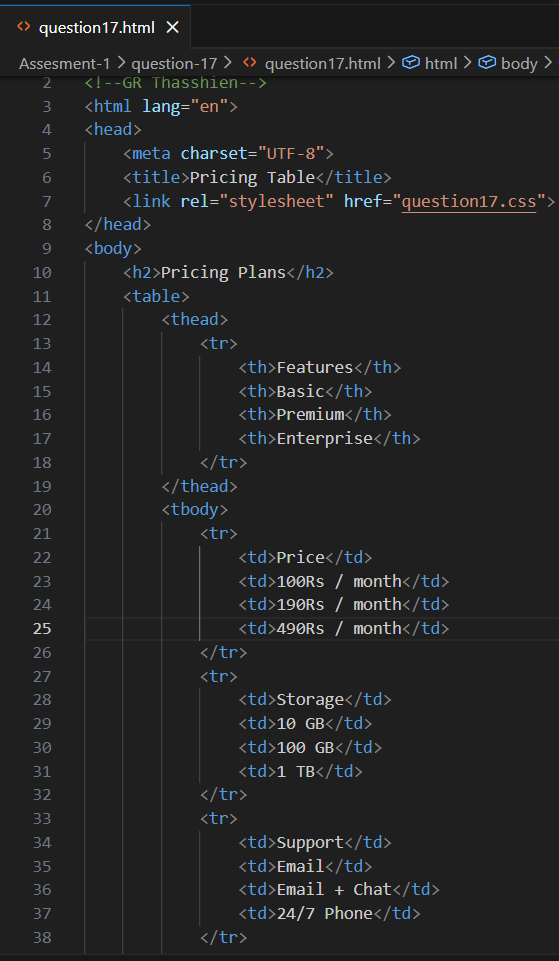 question17.html
Assesment-1 > question-17 > question17.html > html > body >
2 <!--GR Thasshien-->
3 <html lang="en">
4 <head>
5     <meta charset="UTF-8">
6     <title>Pricing Table</title>
7     <link rel="stylesheet" href="question17.css">
8 </head>
9 <body>
10     <h2>Pricing Plans</h2>
11     <table>
12         <thead>
13             <tr>
14                 <th>Features</th>
15                 <th>Basic</th>
16                 <th>Premium</th>
17                 <th>Enterprise</th>
18             </tr>
19         </thead>
20         <tbody>
21             <tr>
22                 <td>Price</td>
23                 <td>100Rs / month</td>
24                 <td>190Rs / month</td>
25                 <td>490Rs / month</td>
26             </tr>
27             <tr>
28                 <td>Storage</td>
29                 <td>10 GB</td>
30                 <td>100 GB</td>
31                 <td>1 TB</td>
32             </tr>
33             <tr>
34                 <td>Support</td>
35                 <td>Email</td>
36                 <td>Email + Chat</td>
37                 <td>24/7 Phone</td>
38             </tr>